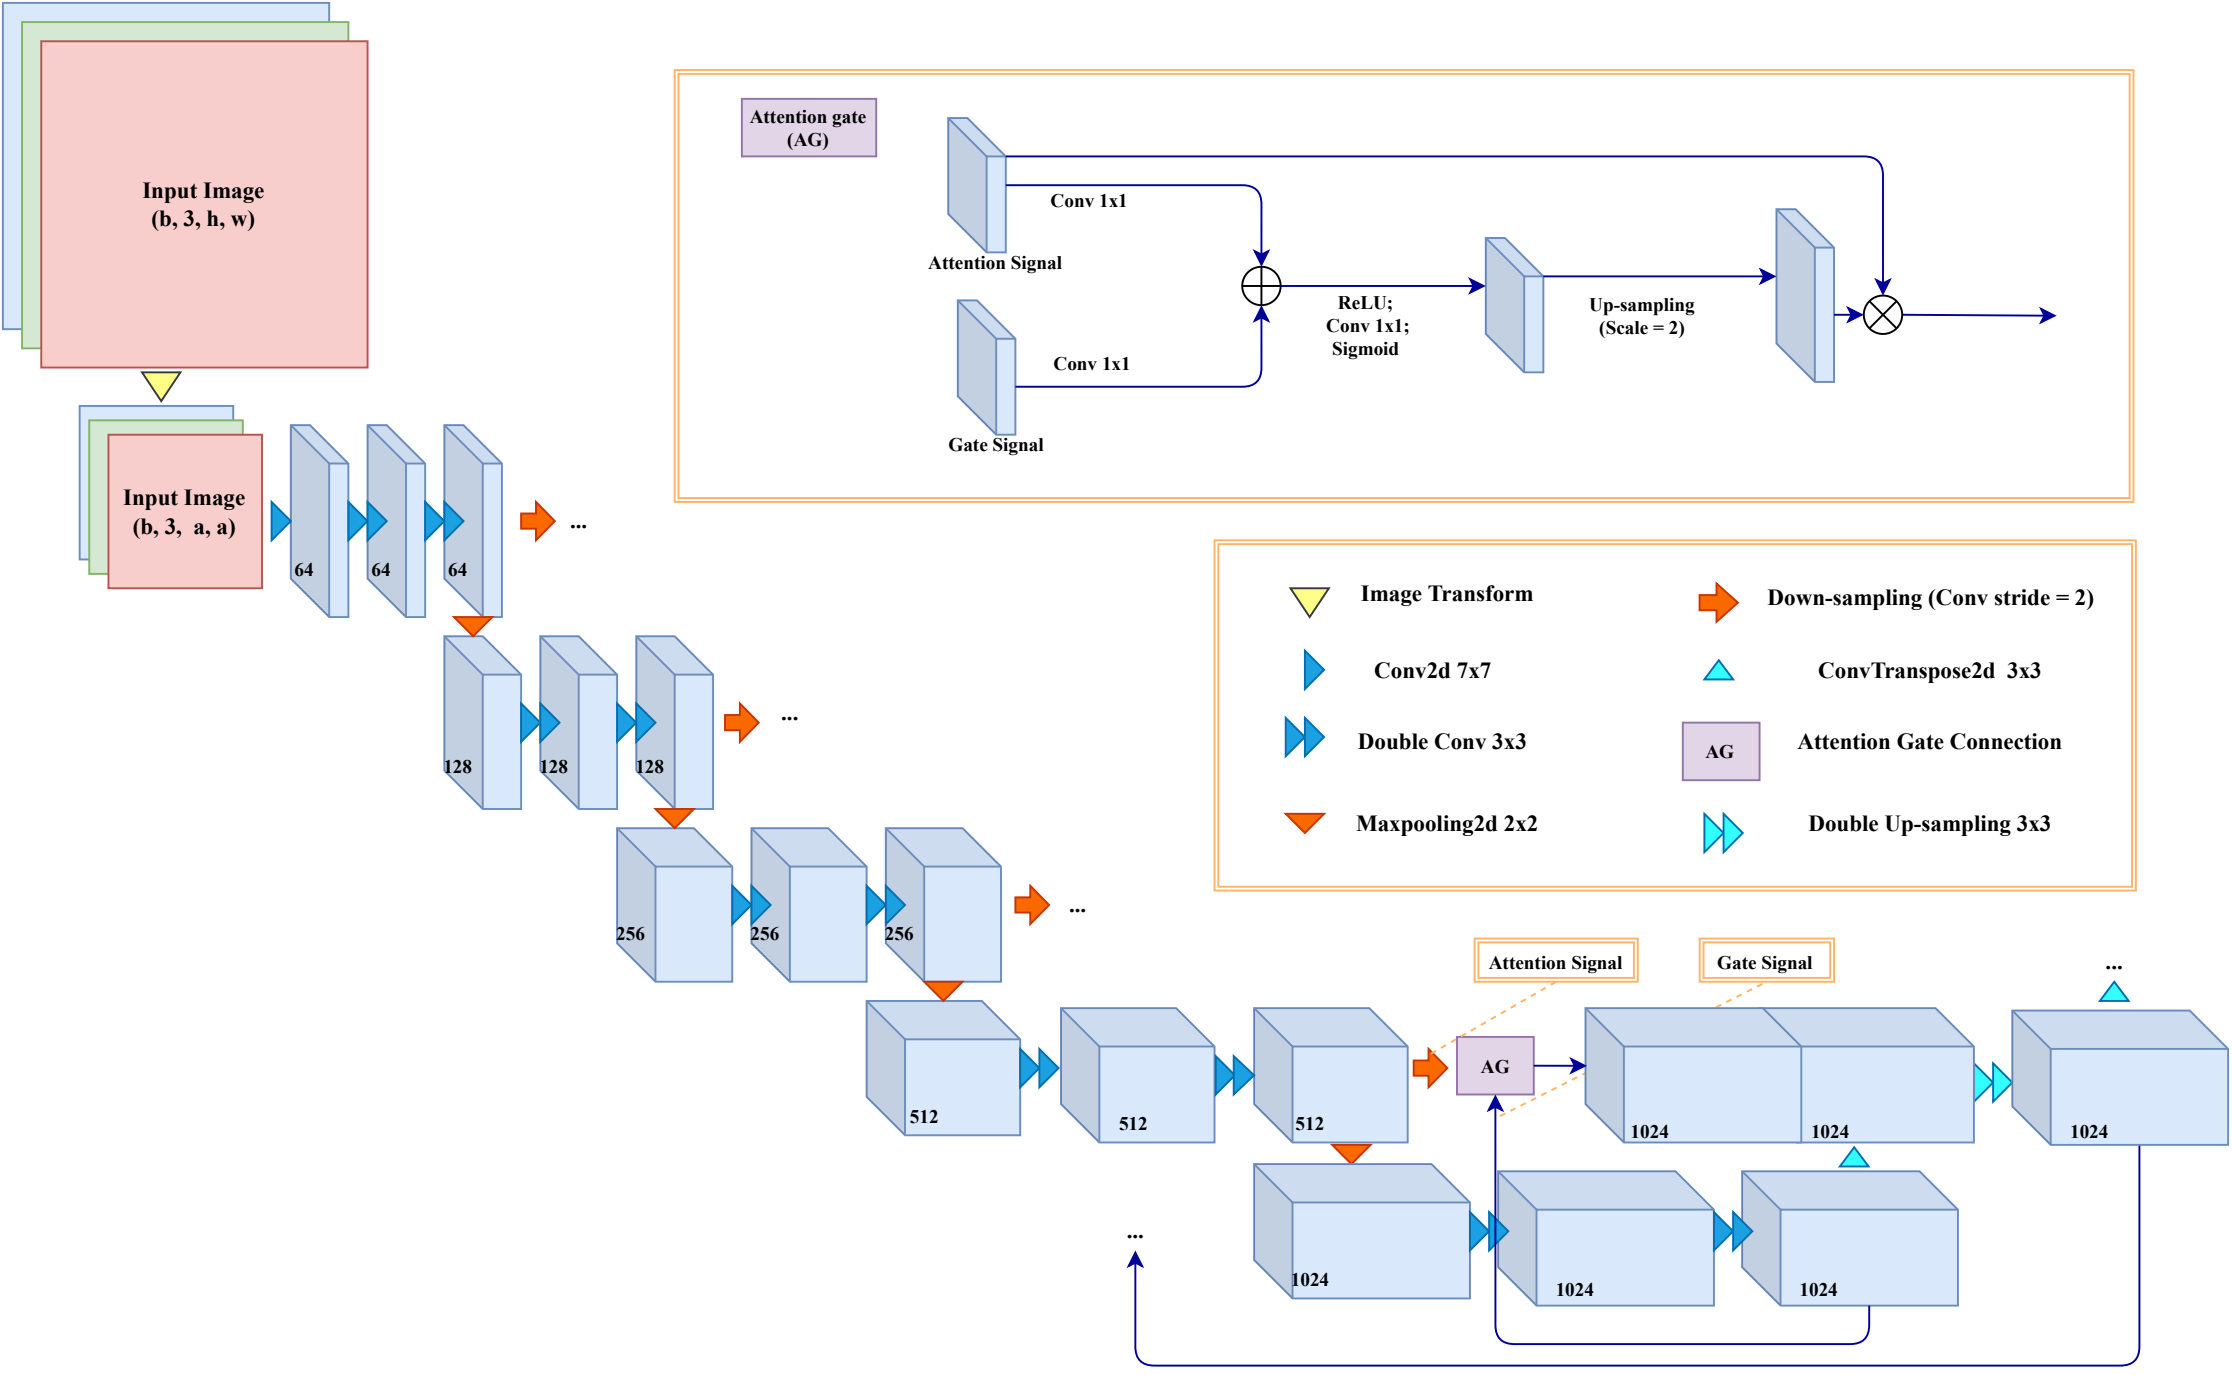 Input Image
(b, 3, h, w)
Attention gate
(AG)
Conv 1x1
Attention Signal
Conv 1x1
Gate Signal
ReLU;
Conv 1x1;
Sigmoid
Up-sampling
(Scale = 2)
Input Image
(b, 3,  a, a)
64
64
64
...
Image Transform
Down-sampling (Conv stride = 2)
Conv2d 7x7
ConvTranspose2d  3x3
Double Conv 3x3
AG
Attention Gate Connection
Maxpooling2d 2x2
Double Up-sampling 3x3
128
128
128
...
256
256
256
...
Attention Signal
Gate Signal
...
512
512
512
AG
1024
1024
1024
...
1024
1024
1024